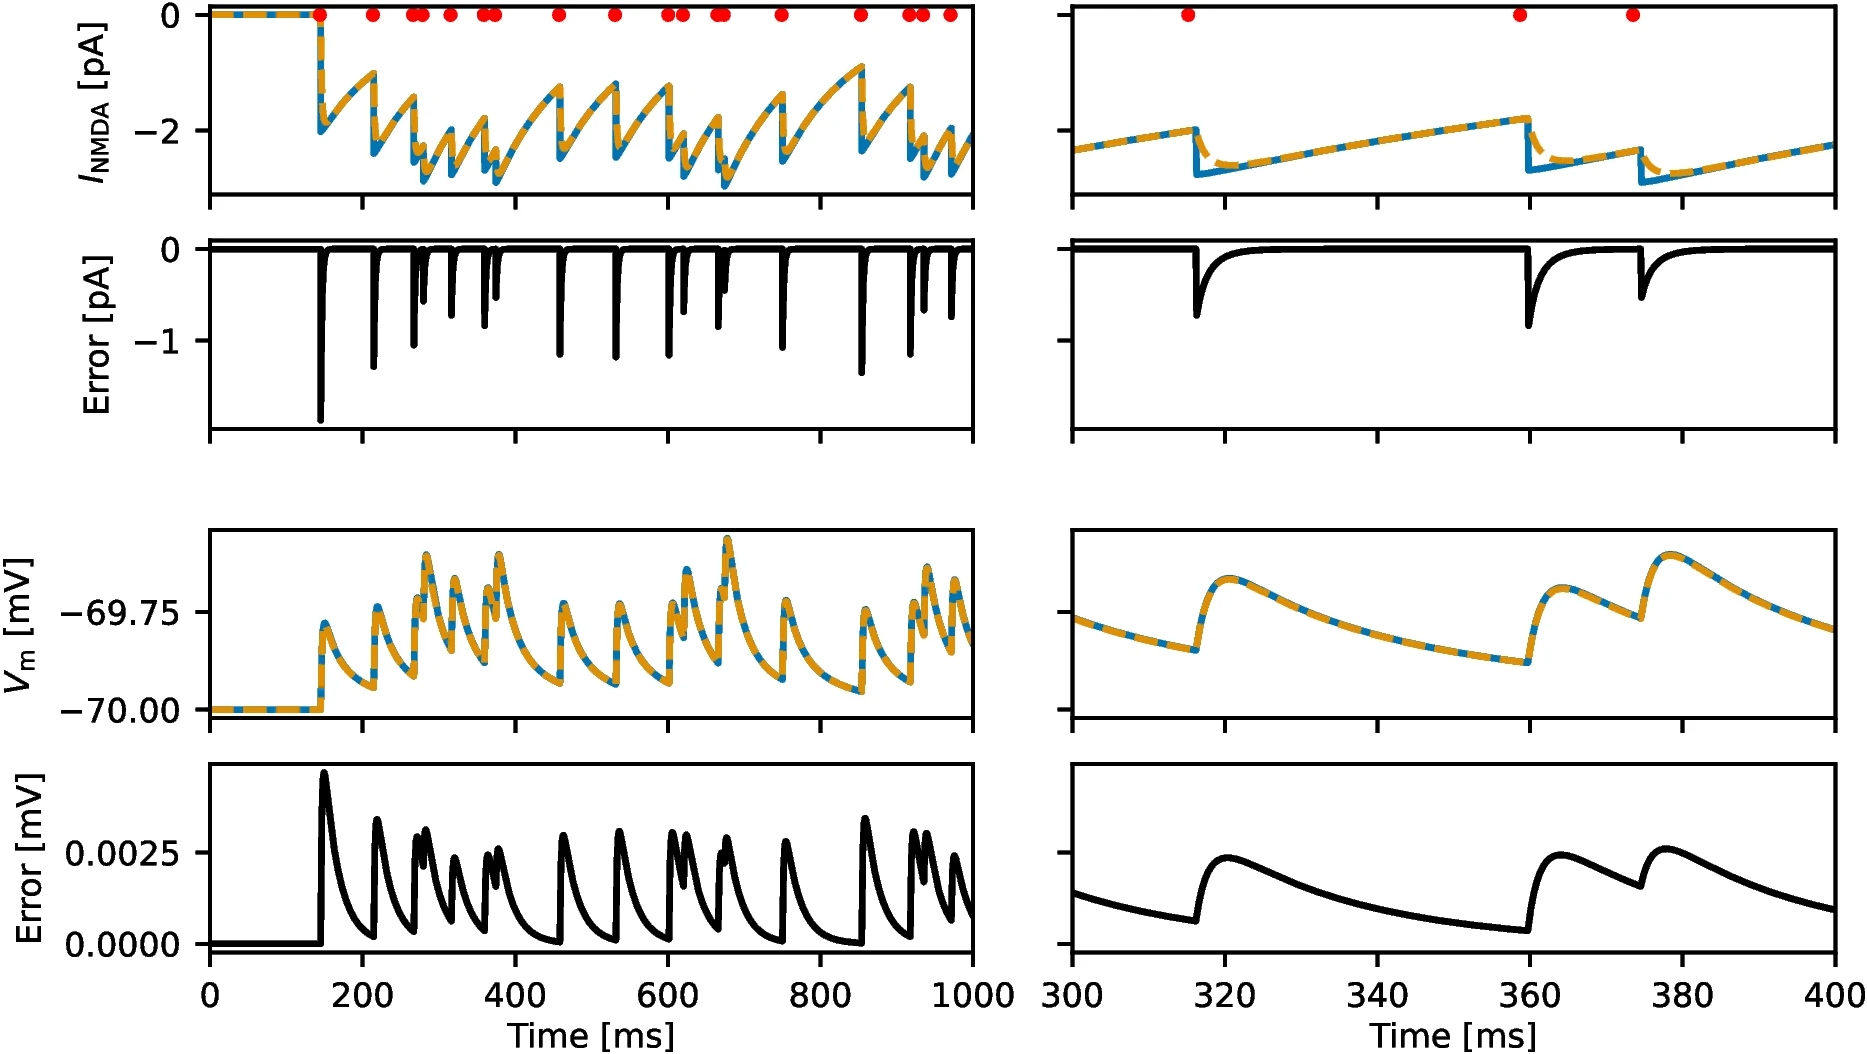 0
−2
I_NMDA [pA]
0
−1
Error [pA]
−69.75
−70.00
V_m [mV]
0.0025
0.0000
Error [mV]
0 200 400 600 800 1000
Time [ms]
300 320 340 360 380 400
Time [ms]